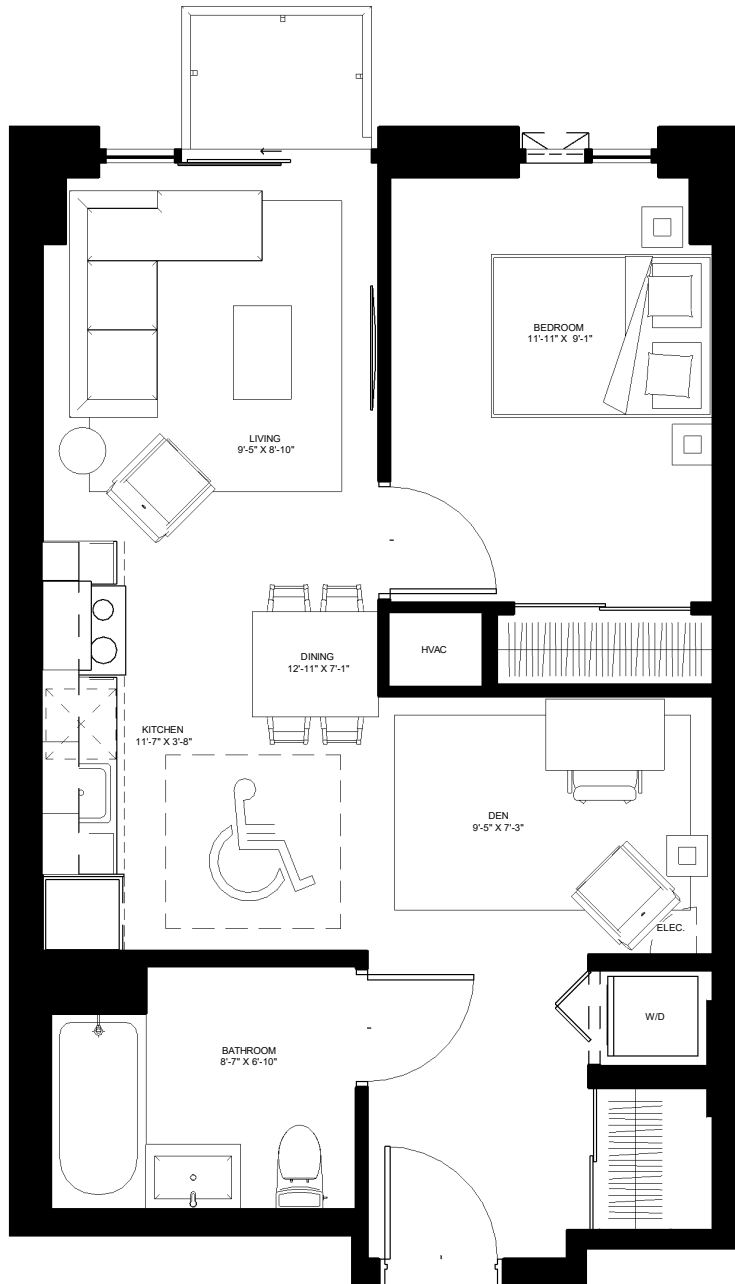 BEDROOM
11'-11" X 9'-1"
LIVING
9'-5" X 8'-10"
HVAC
DINING
12'-11" X 7'-1"
KITCHEN
11'-7" X 3'-8"
DEN
9'-5" X 7'-3"
ELEC.
W/D
BATHROOM
8'-7" X 6'-10"